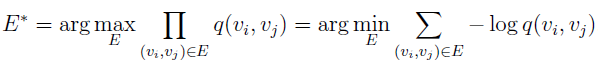 E* = arg max_E ∏_{(v_i,v_j)∈E} q(v_i, v_j) = arg min_E ∑_{(v_i,v_j)∈E} − log q(v_i, v_j)